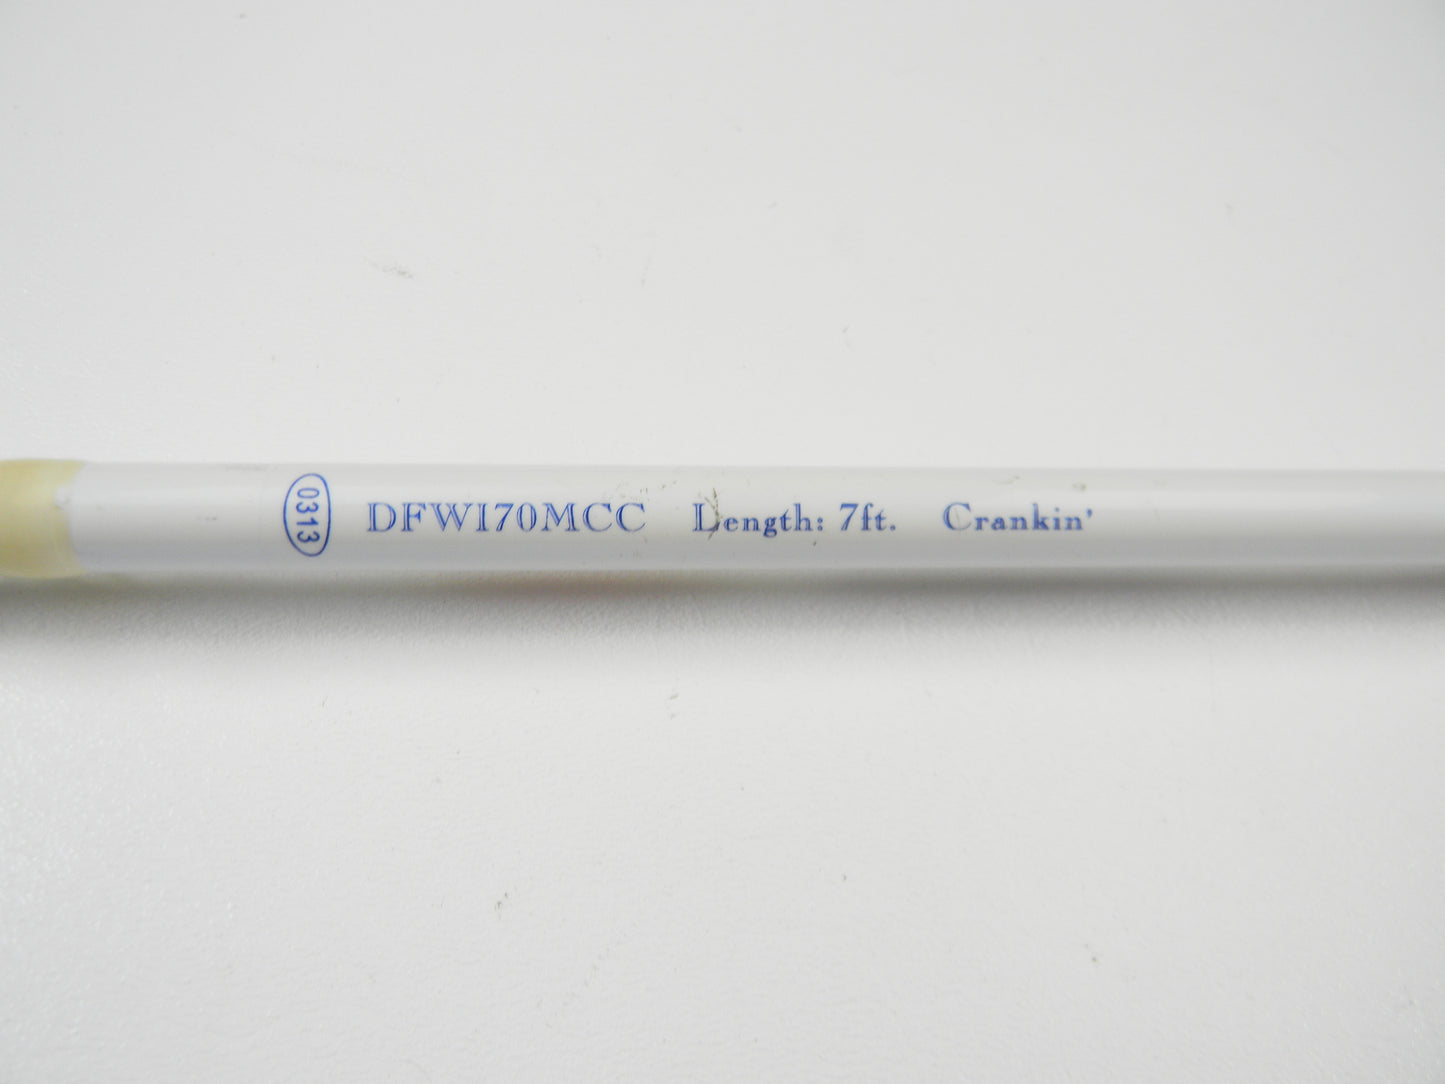 0313 DFWI70MCC Length: 7ft. Crankin'